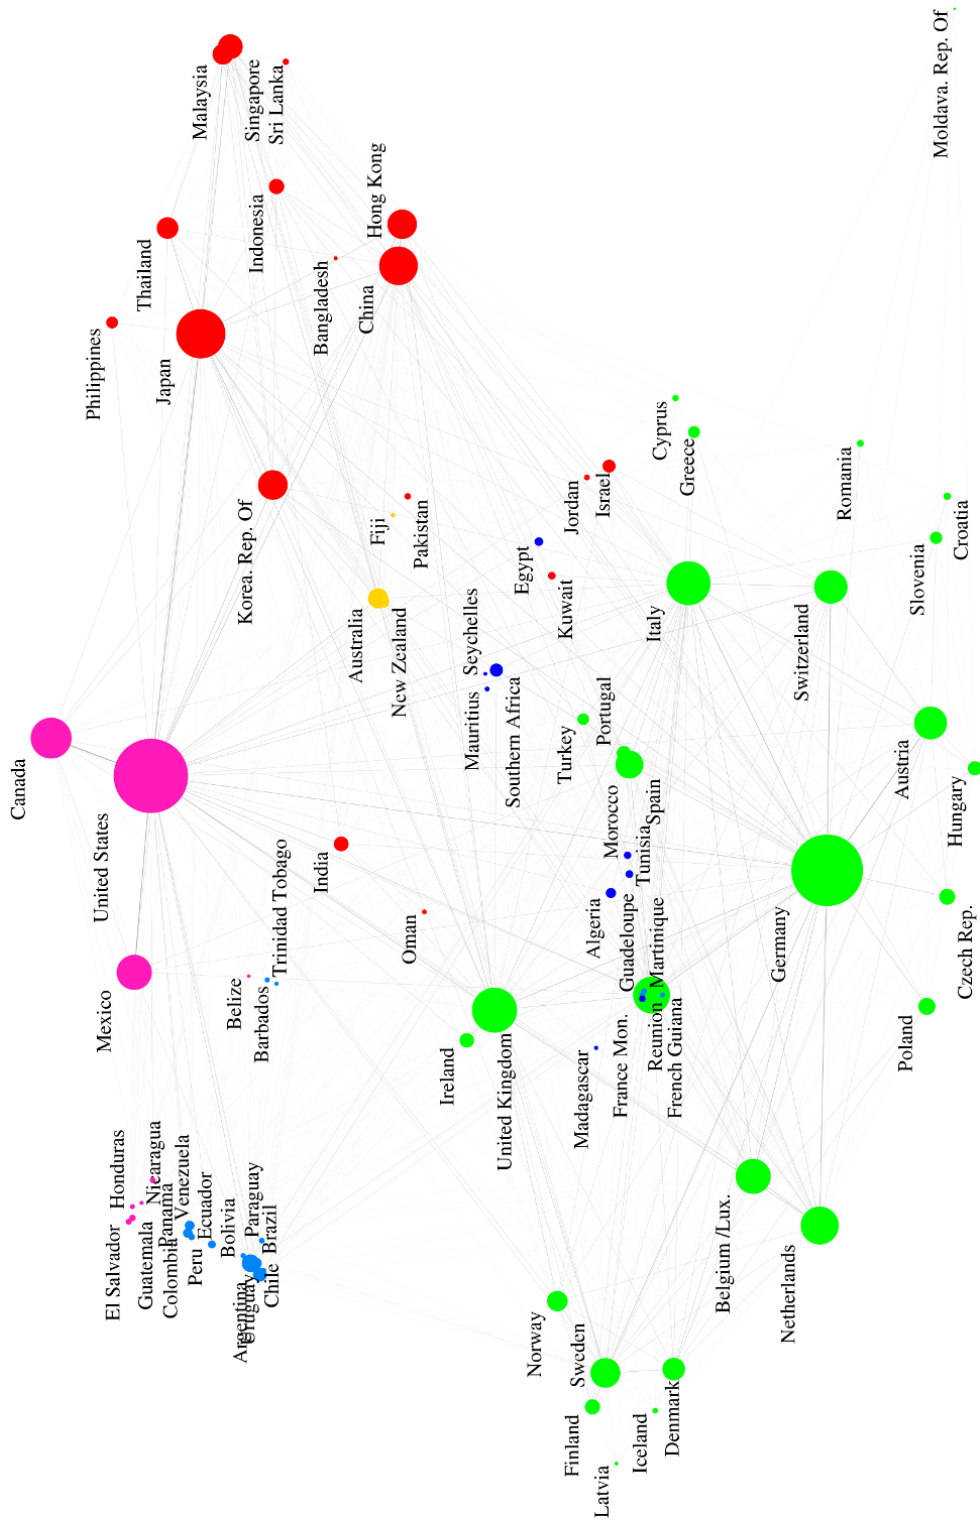 Canada
Philippines
United States
Mexico
El Salvador
Honduras
Thailand
Guatemala
Nicaragua
Japan
Panama
Colombia
Venezuela
Peru
Malaysia
Ecuador
Bolivia
Belize
Argentina
Korea. Rep. Of
Uruguay
Singapore
Paraguay
Indonesia
Barbados
Brazil
Chile
Sri Lanka
Trinidad Tobago
India
Bangladesh
Australia
China
Hong Kong
Fiji
New Zealand
Oman
Pakistan
Ireland
Seychelles
Mauritius
United Kingdom
Southern Africa
Egypt
Norway
Turkey
Kuwait
Jordan
Finland
Sweden
Madagascar
Algeria
Latvia
Israel
Portugal
Morocco
France Mon.
Guadeloupe
Iceland
Tunisia
Spain
Italy
Reunion
Martinique
Cyprus
Denmark
French Guiana
Greece
Belgium /Lux.
Germany
Netherlands
Switzerland
Romania
Austria
Poland
Slovenia
Moldava. Rep. Of
Hungary
Croatia
Czech Rep.